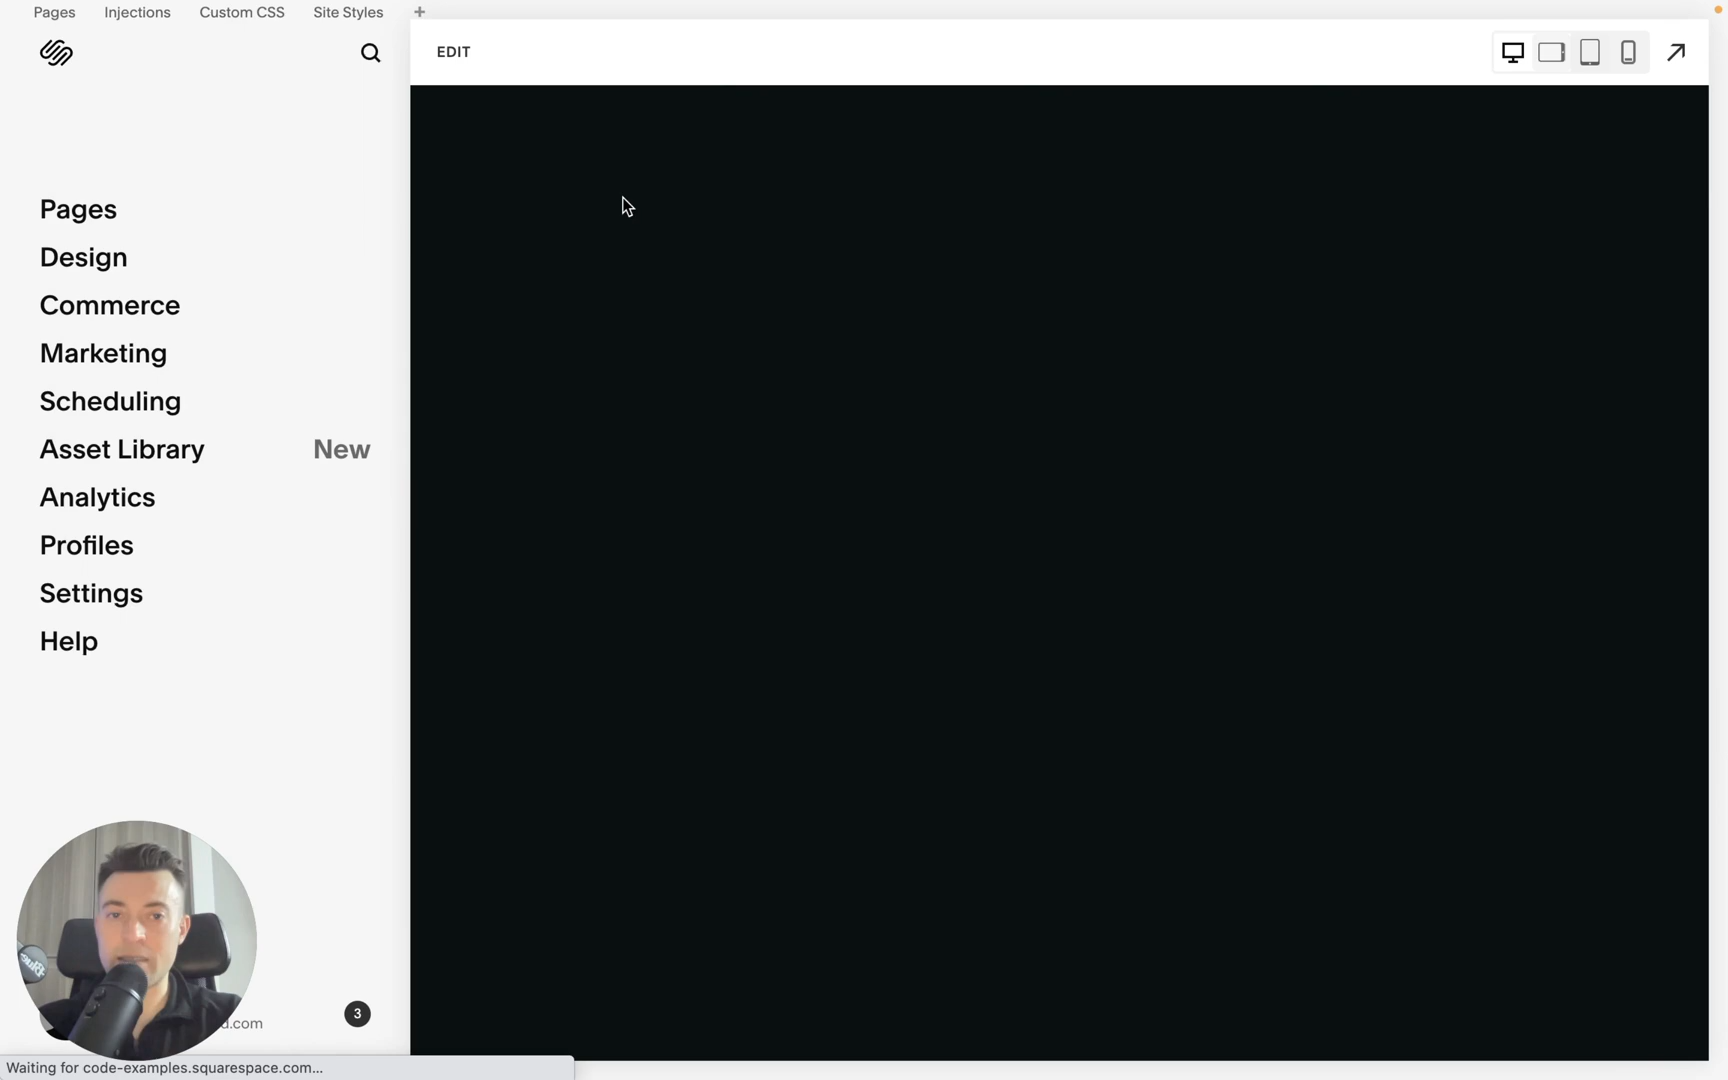 Pages Injections Custom CSS Site Styles +
EDIT
Pages
Design
Commerce
Marketing
Scheduling
Asset Library New
Analytics
Profiles
Settings
Help
d.com 3
Waiting for code-examples.squarespace.com...